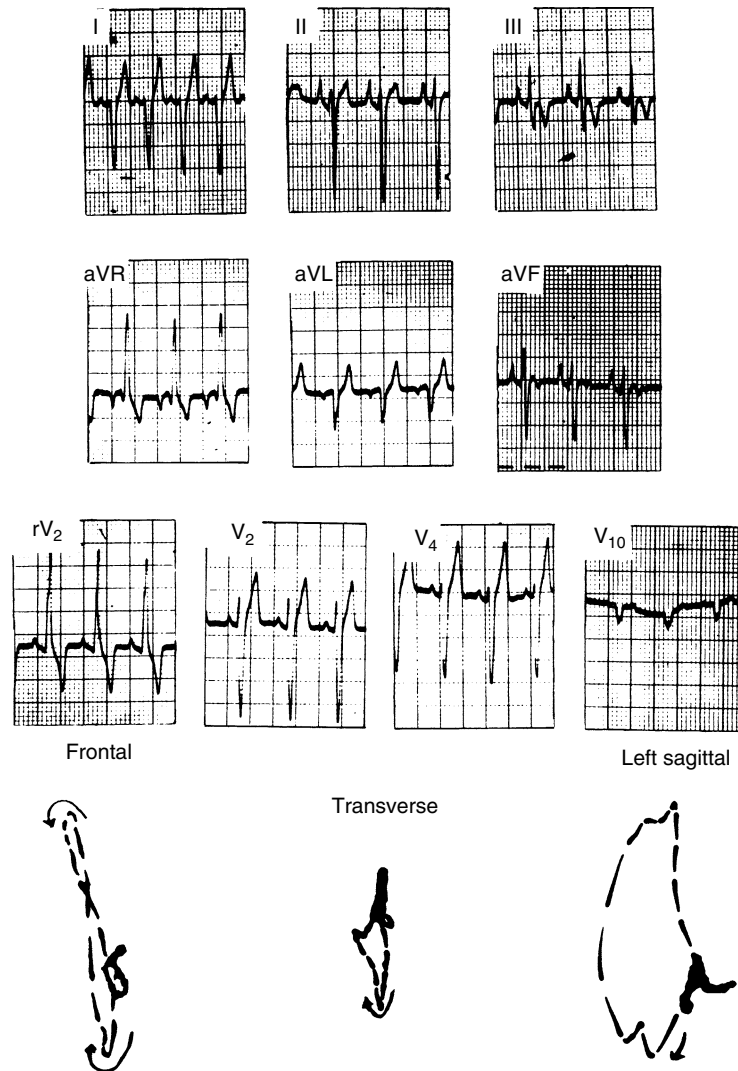 I II III
aVR aVL aVF
rV2 V2 V4 V10
Frontal Left sagittal
Transverse